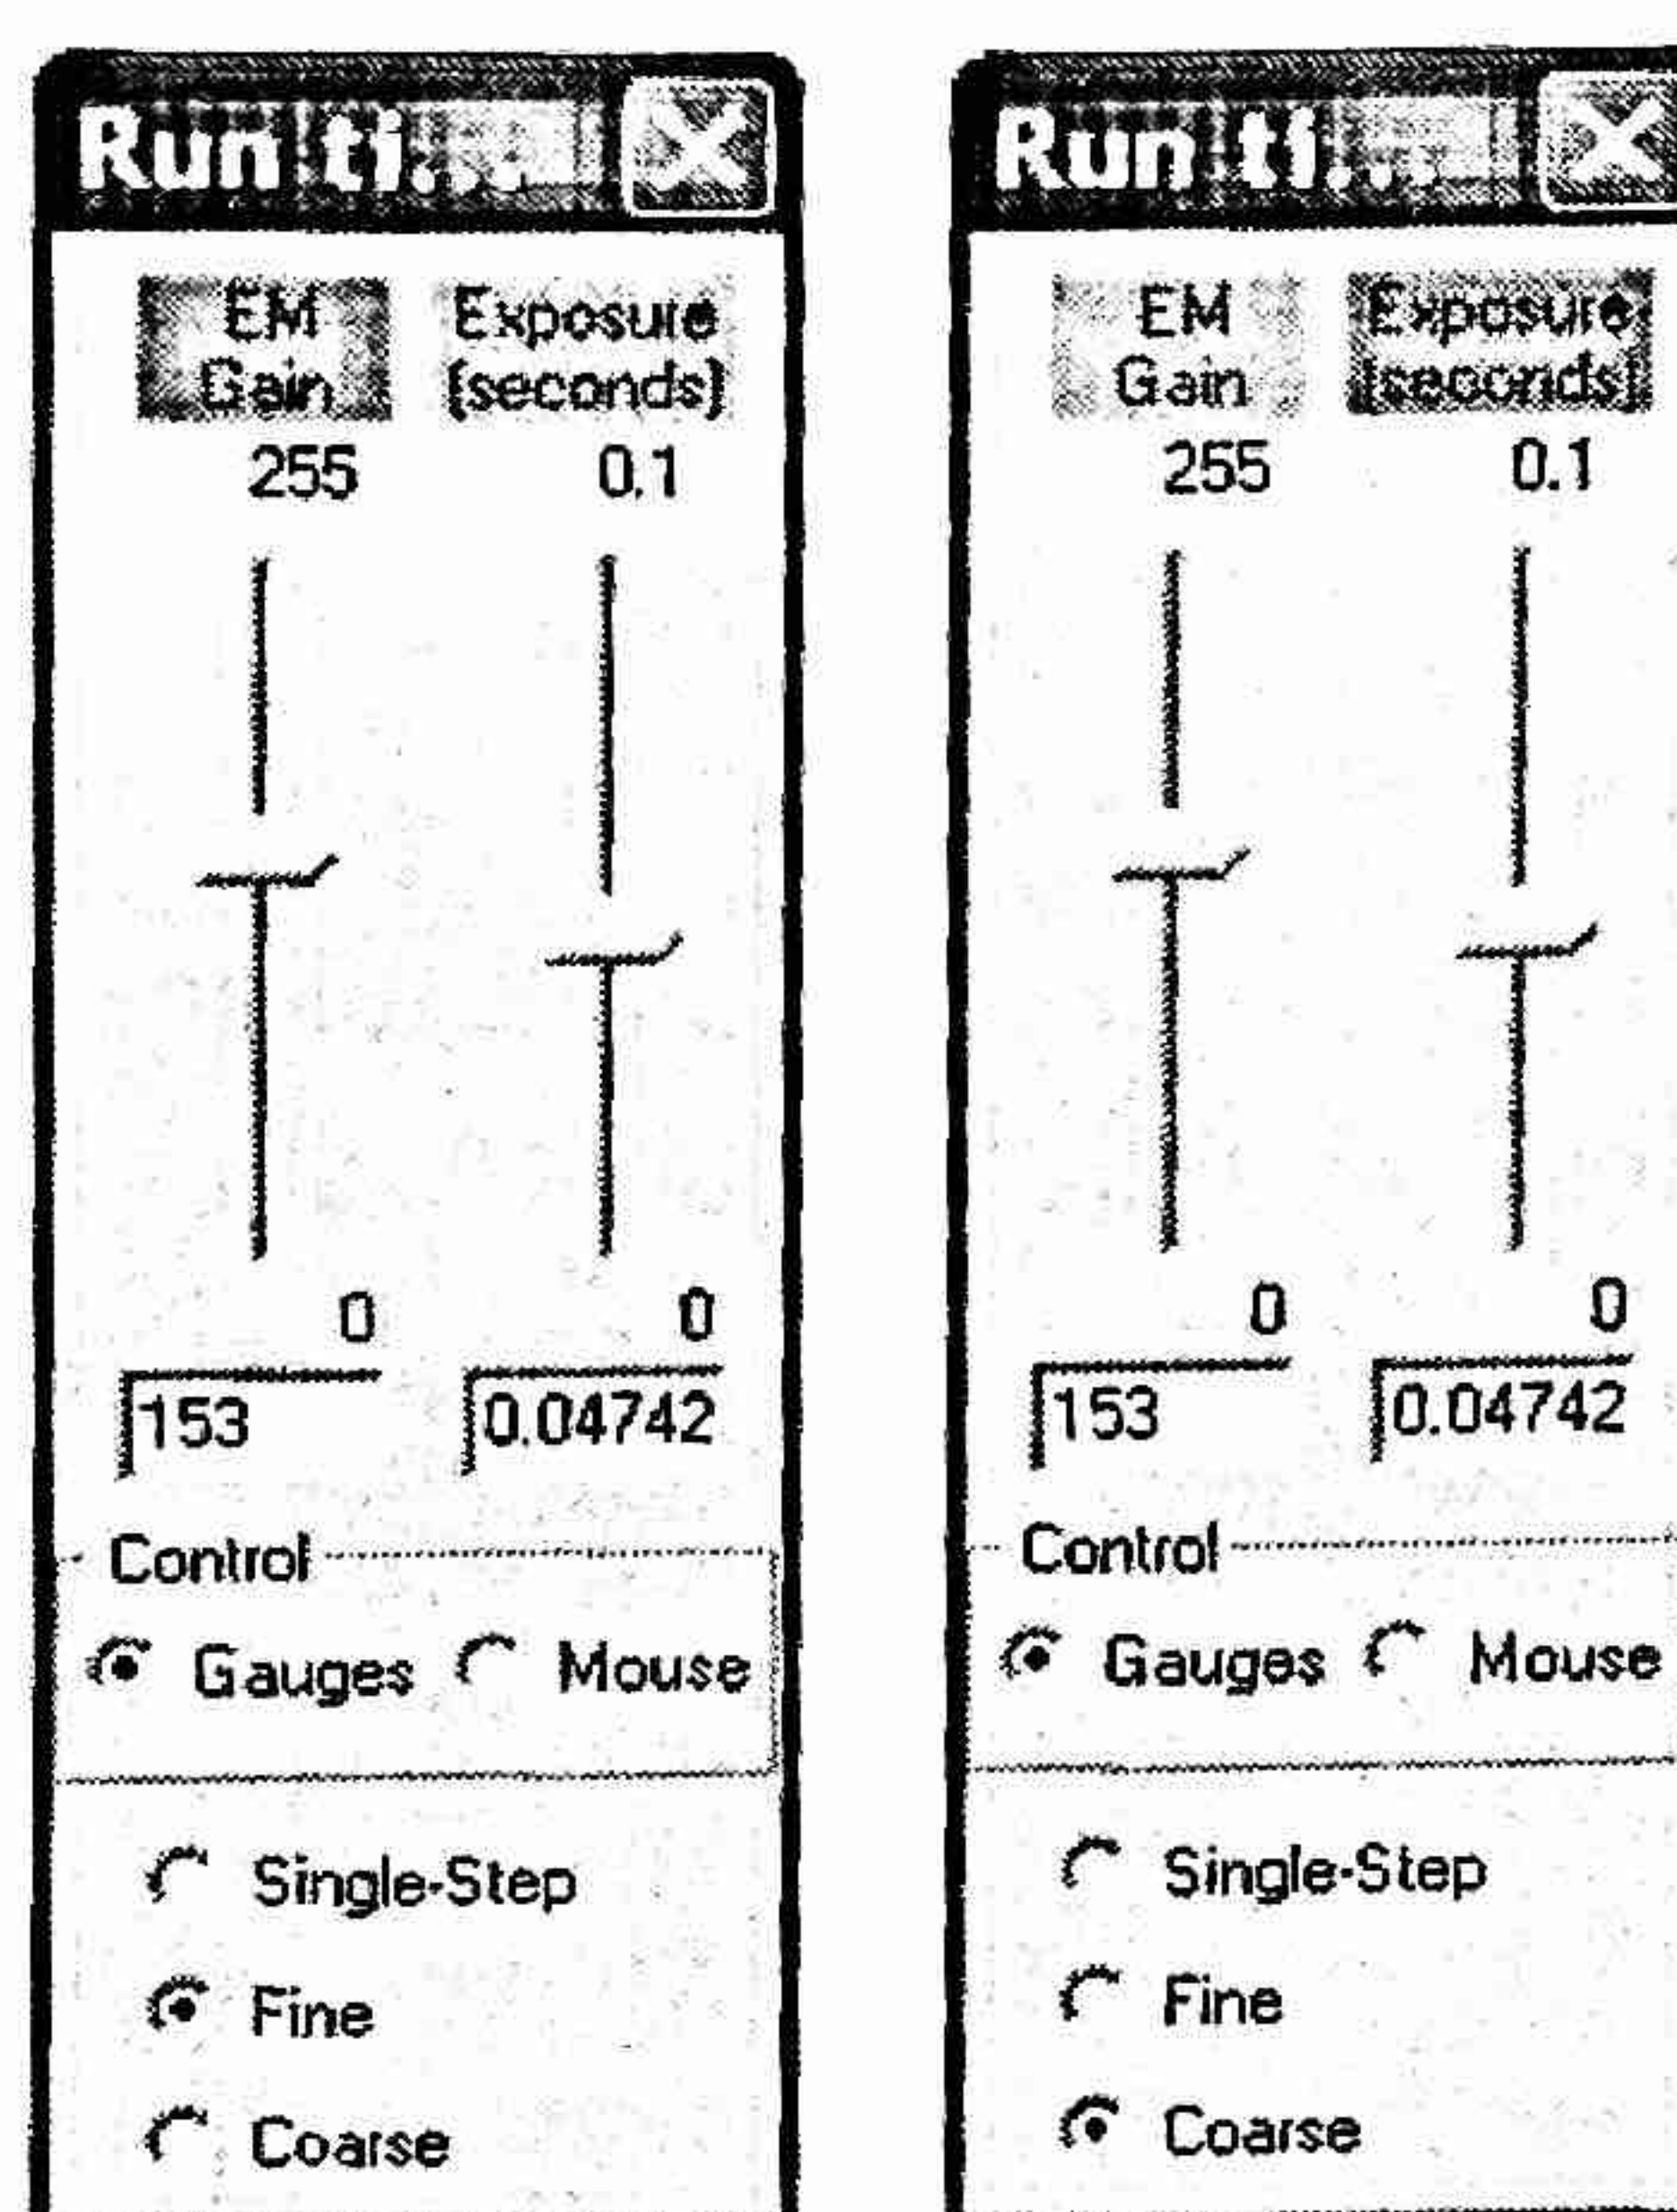 Run ti...
EM Exposure
Gain (seconds)
255 0.1
0 0
153 0.04742
Control
Gauges Mouse
Single-Step
Fine
Coarse
Run ti...
EM Exposure
Gain (seconds)
255 0.1
0 0
153 0.04742
Control
Gauges Mouse
Single-Step
Fine
Coarse